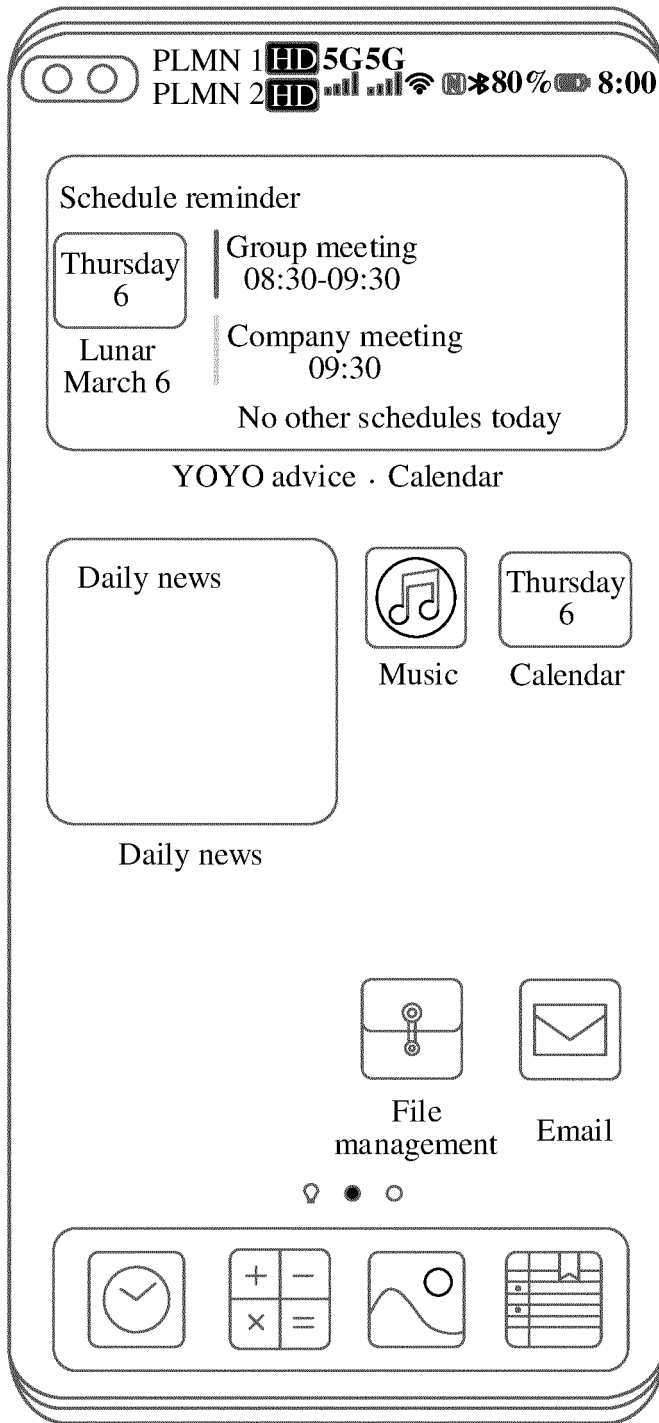 PLMN 1 HD 5G5G
PLMN 2 HD N 80% 8:00
Schedule reminder
Thursday
6
Lunar
March 6
Group meeting
08:30-09:30
Company meeting
09:30
No other schedules today
YOYO advice · Calendar
Daily news
Daily news
Music
Thursday
6
Calendar
File
management
Email